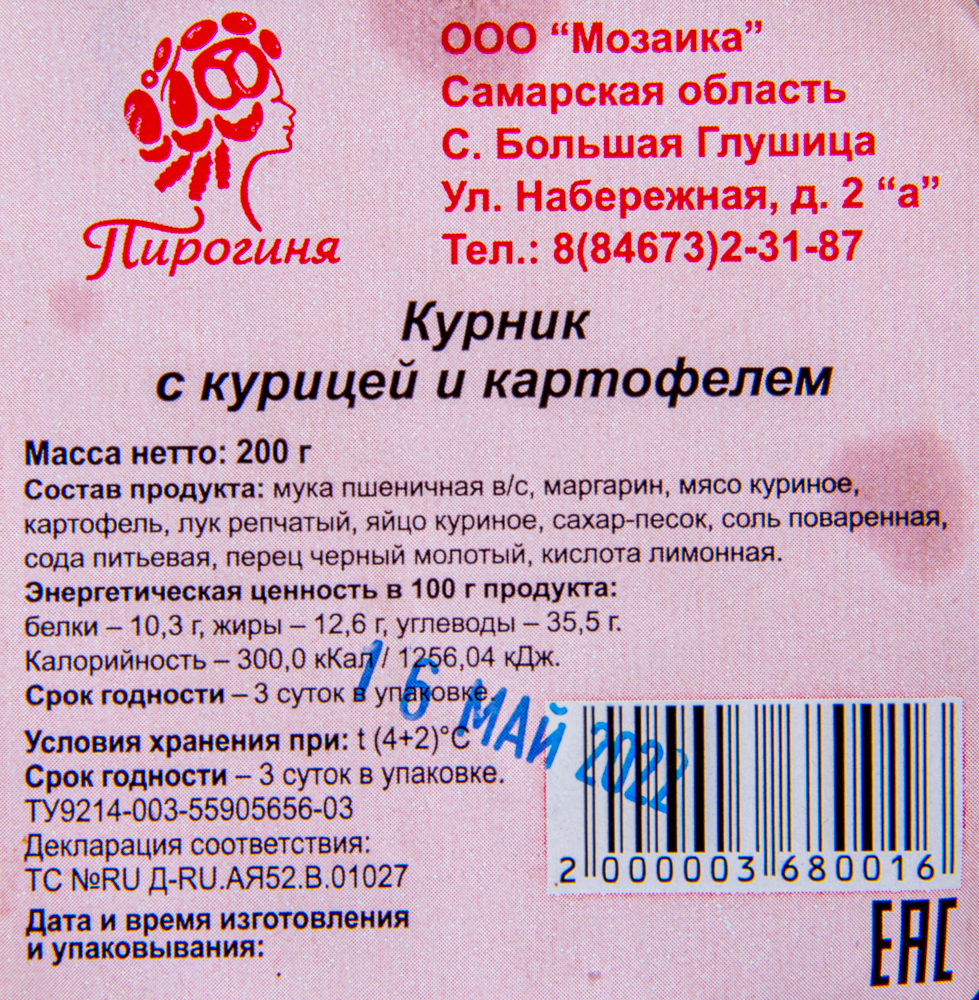 Пирогиня
ООО “Мозаика”
Самарская область
С. Большая Глушица
Ул. Набережная, д. 2 “а”
Тел.: 8(84673)2-31-87
Курник
с курицей и картофелем
Масса нетто: 200 г
Состав продукта: мука пшеничная в/с, маргарин, мясо куриное,
картофель, лук репчатый, яйцо куриное, сахар-песок, соль поваренная,
сода питьевая, перец черный молотый, кислота лимонная.
Энергетическая ценность в 100 г продукта:
белки – 10,3 г, жиры – 12,6 г, углеводы – 35,5 г.
Калорийность – 300,0 кКал / 1256,04 кДж.
Срок годности – 3 суток в упаковке.
16 МАЙ 2022
Условия хранения при: t (4+2)°С
Срок годности – 3 суток в упаковке.
ТУ9214-003-55905656-03
Декларация соответствия:
ТС №RU Д-RU.АЯ52.В.01027
Дата и время изготовления
и упаковывания:
2 000003 680016
ЕАС